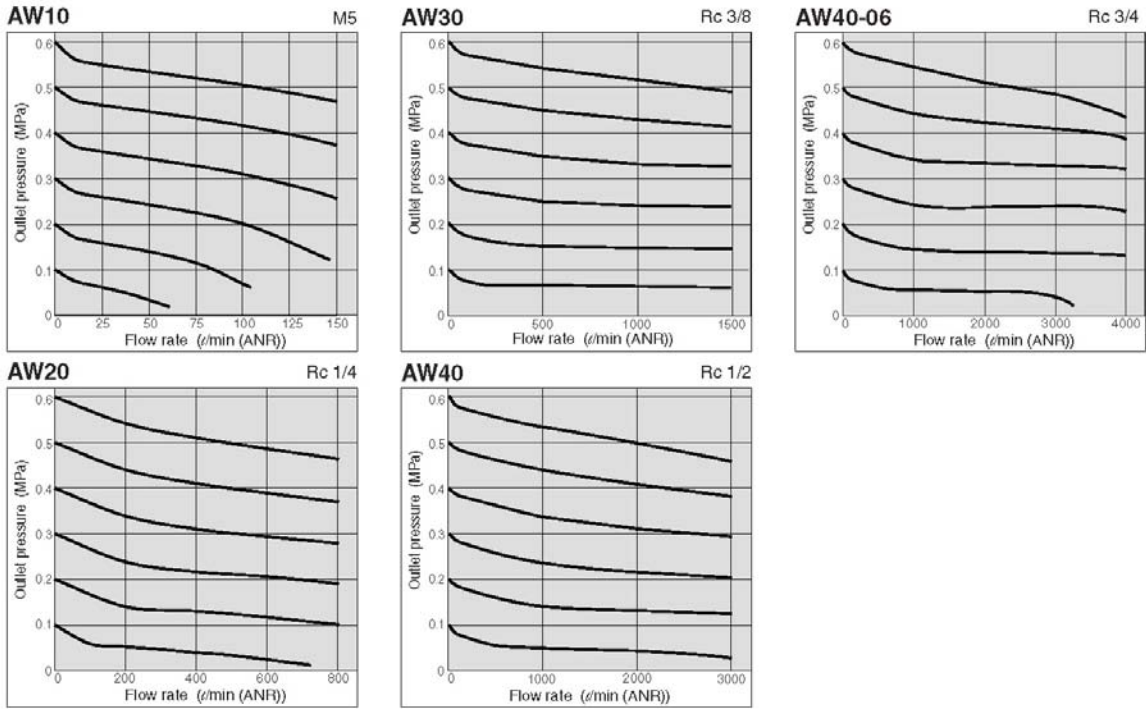 AW10 M5
Outlet pressure (MPa)
0.6
0.5
0.4
0.3
0.2
0.1
0
0 25 50 75 100 125 150
Flow rate (ℓ/min (ANR))
AW30 Rc 3/8
Outlet pressure (MPa)
0.6
0.5
0.4
0.3
0.2
0.1
0
0 500 1000 1500
Flow rate (ℓ/min (ANR))
AW40-06 Rc 3/4
Outlet pressure (MPa)
0.6
0.5
0.4
0.3
0.2
0.1
0
0 1000 2000 3000 4000
Flow rate (ℓ/min (ANR))
AW20 Rc 1/4
Outlet pressure (MPa)
0.6
0.5
0.4
0.3
0.2
0.1
0
0 200 400 600 800
Flow rate (ℓ/min (ANR))
AW40 Rc 1/2
Outlet pressure (MPa)
0.6
0.5
0.4
0.3
0.2
0.1
0
0 1000 2000 3000
Flow rate (ℓ/min (ANR))